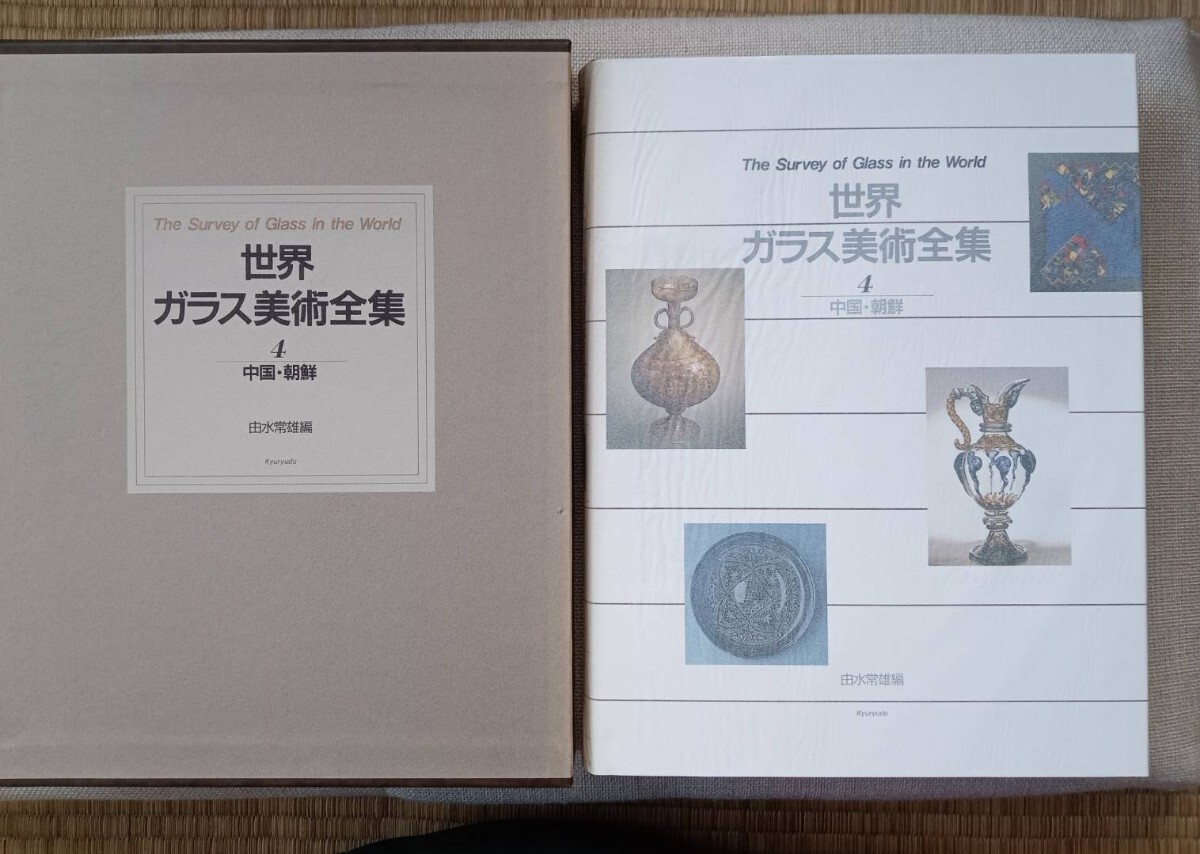 The Survey of Glass in the World
世界
ガラス美術全集
4
中国・朝鮮
由水常雄編
Kyuryudo
The Survey of Glass in the World
世界
ガラス美術全集
4
中国・朝鮮
由水常雄編
Kyuryudo